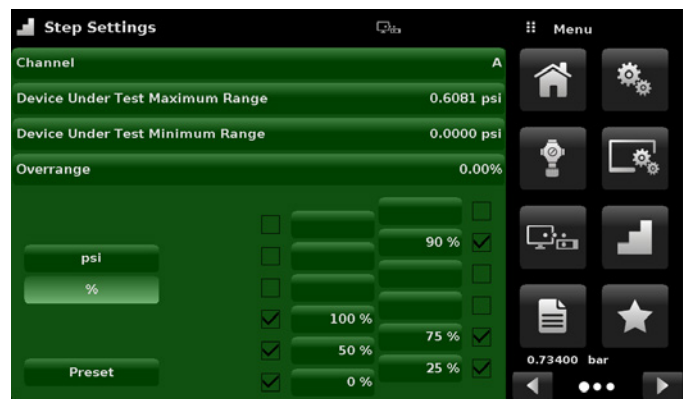 Step Settings
Menu
Channel A
Device Under Test Maximum Range 0.6081 psi
Device Under Test Minimum Range 0.0000 psi
Overrange 0.00%
90 %
psi
%
100 %
75 %
50 %
25 %
0 %
Preset
0.73400 bar